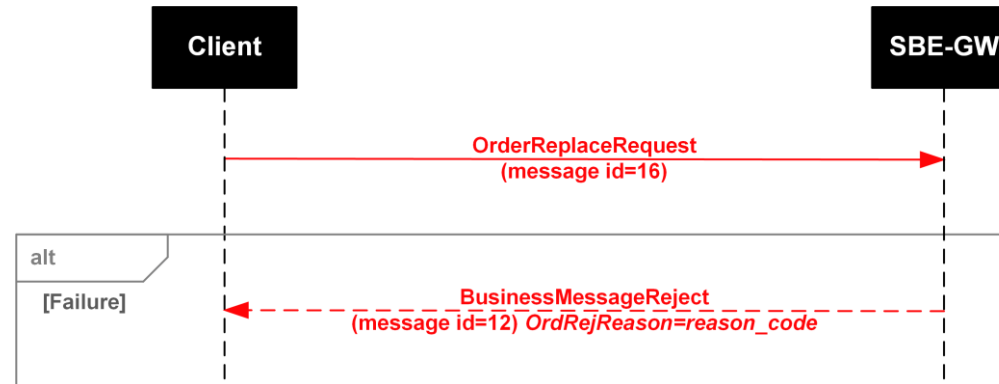 Client
SBE-GW
OrderReplaceRequest
(message id=16)
alt
[Failure]
BusinessMessageReject
(message id=12) OrdRejReason=reason_code